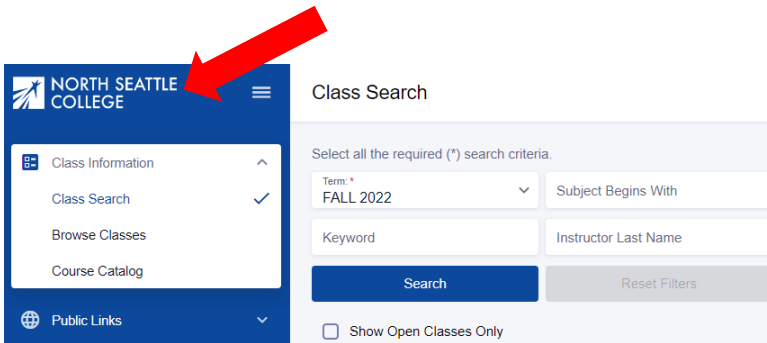 NORTH SEATTLE
COLLEGE
Class Search
Class Information
Class Search
Browse Classes
Course Catalog
Public Links
Select all the required (*) search criteria.
Term: *
FALL 2022
Subject Begins With
Keyword
Instructor Last Name
Search
Reset Filters
Show Open Classes Only